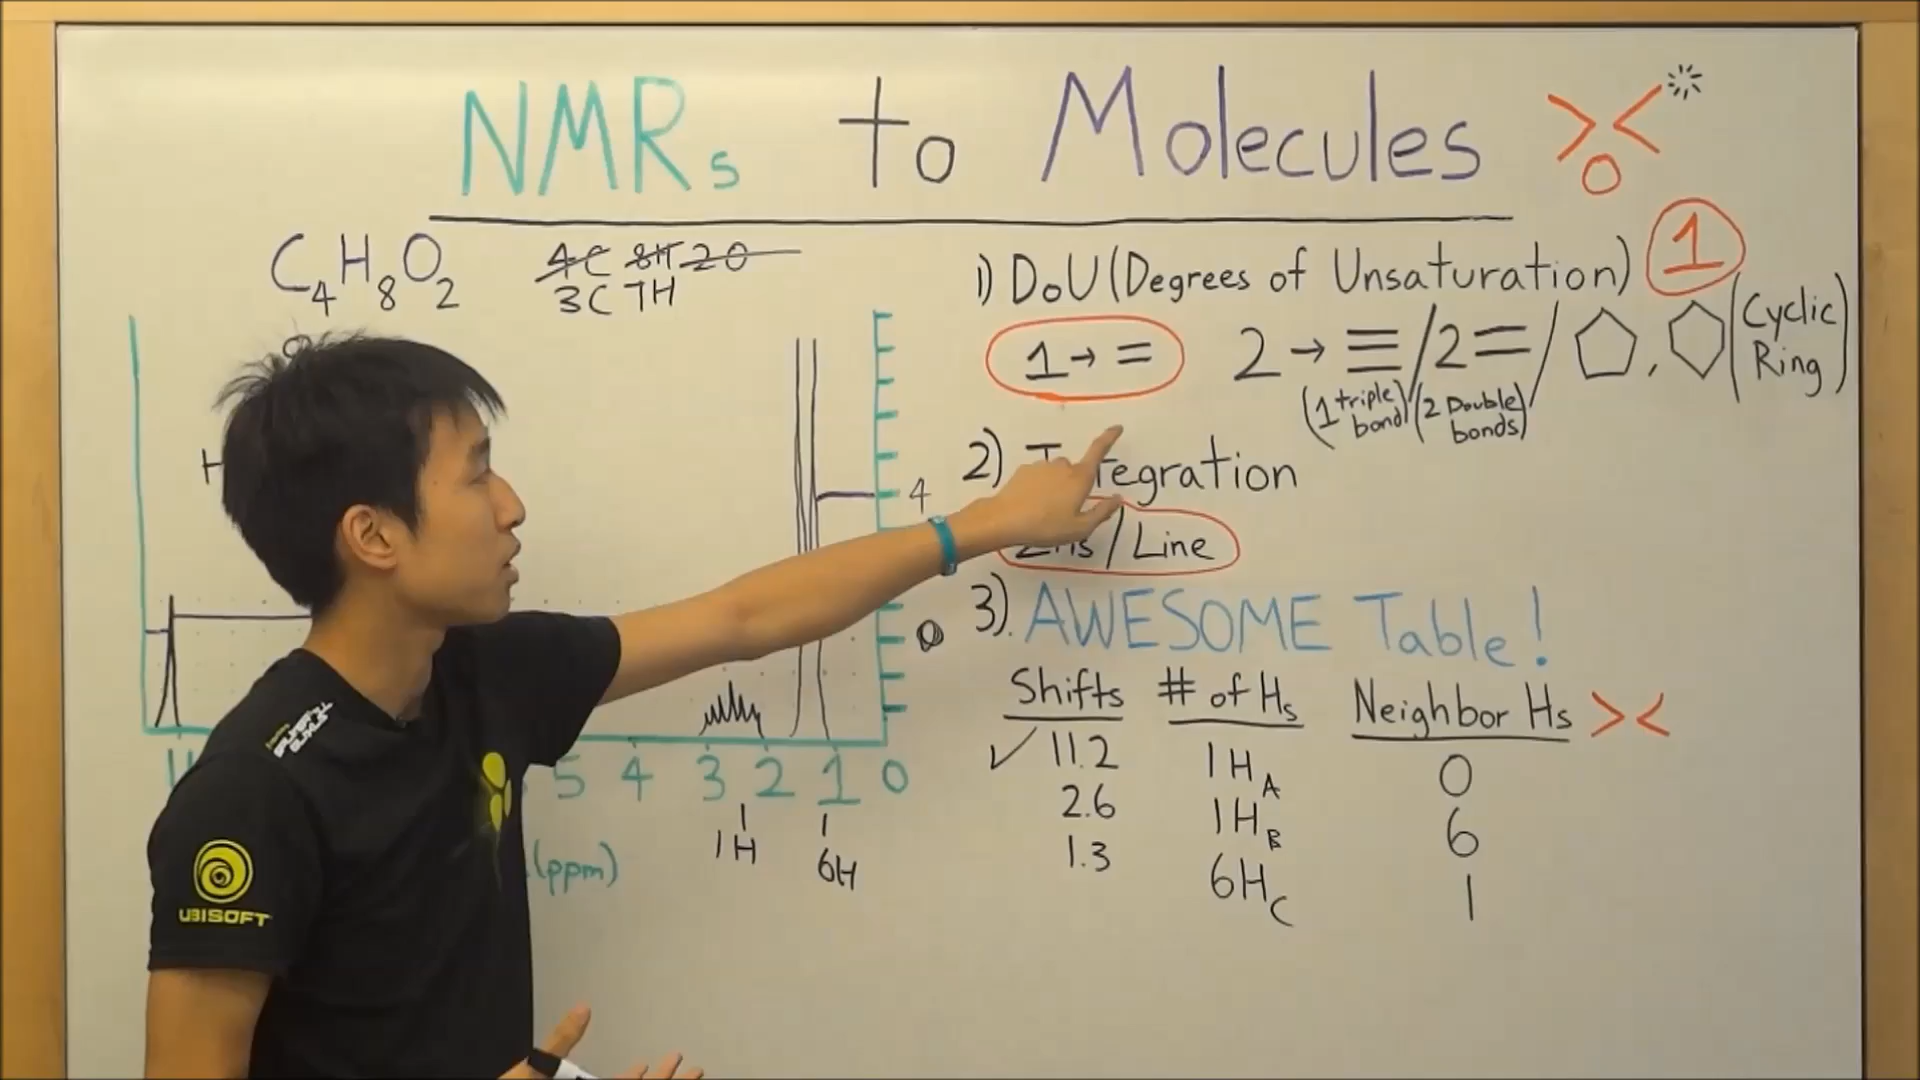 NMRs to Molecules
C4H8O2
4C 8H 2O
3C 7H
1) DoU (Degrees of Unsaturation) 1
1 → = 2 → ≡ / 2 = / , (Cyclic Ring)
(1 triple bond) (2 Double bonds)
H
4
2) Integration
Hs / Line
0
3). AWESOME Table!
Shifts # of Hs Neighbor Hs
11.2 1HA 0
2.6 1HB 6
1.3 6HC 1
5 4 3 2 1 0
1H 6H
(ppm)
UBISOFT